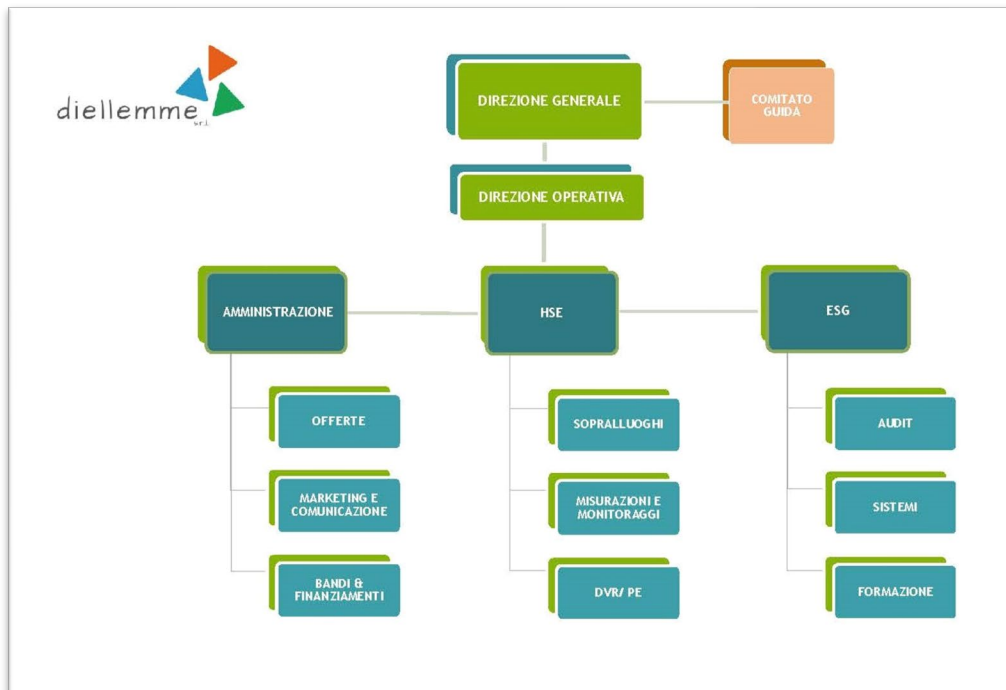 diellemme
s.r.l.
DIREZIONE GENERALE
COMITATO
GUIDA
DIREZIONE OPERATIVA
AMMINISTRAZIONE
HSE
ESG
OFFERTE
SOPRALLUOGHI
AUDIT
MARKETING E
COMUNICAZIONE
MISURAZIONI E
MONITORAGGI
SISTEMI
BANDI &
FINANZIAMENTI
DVR/ PE
FORMAZIONE